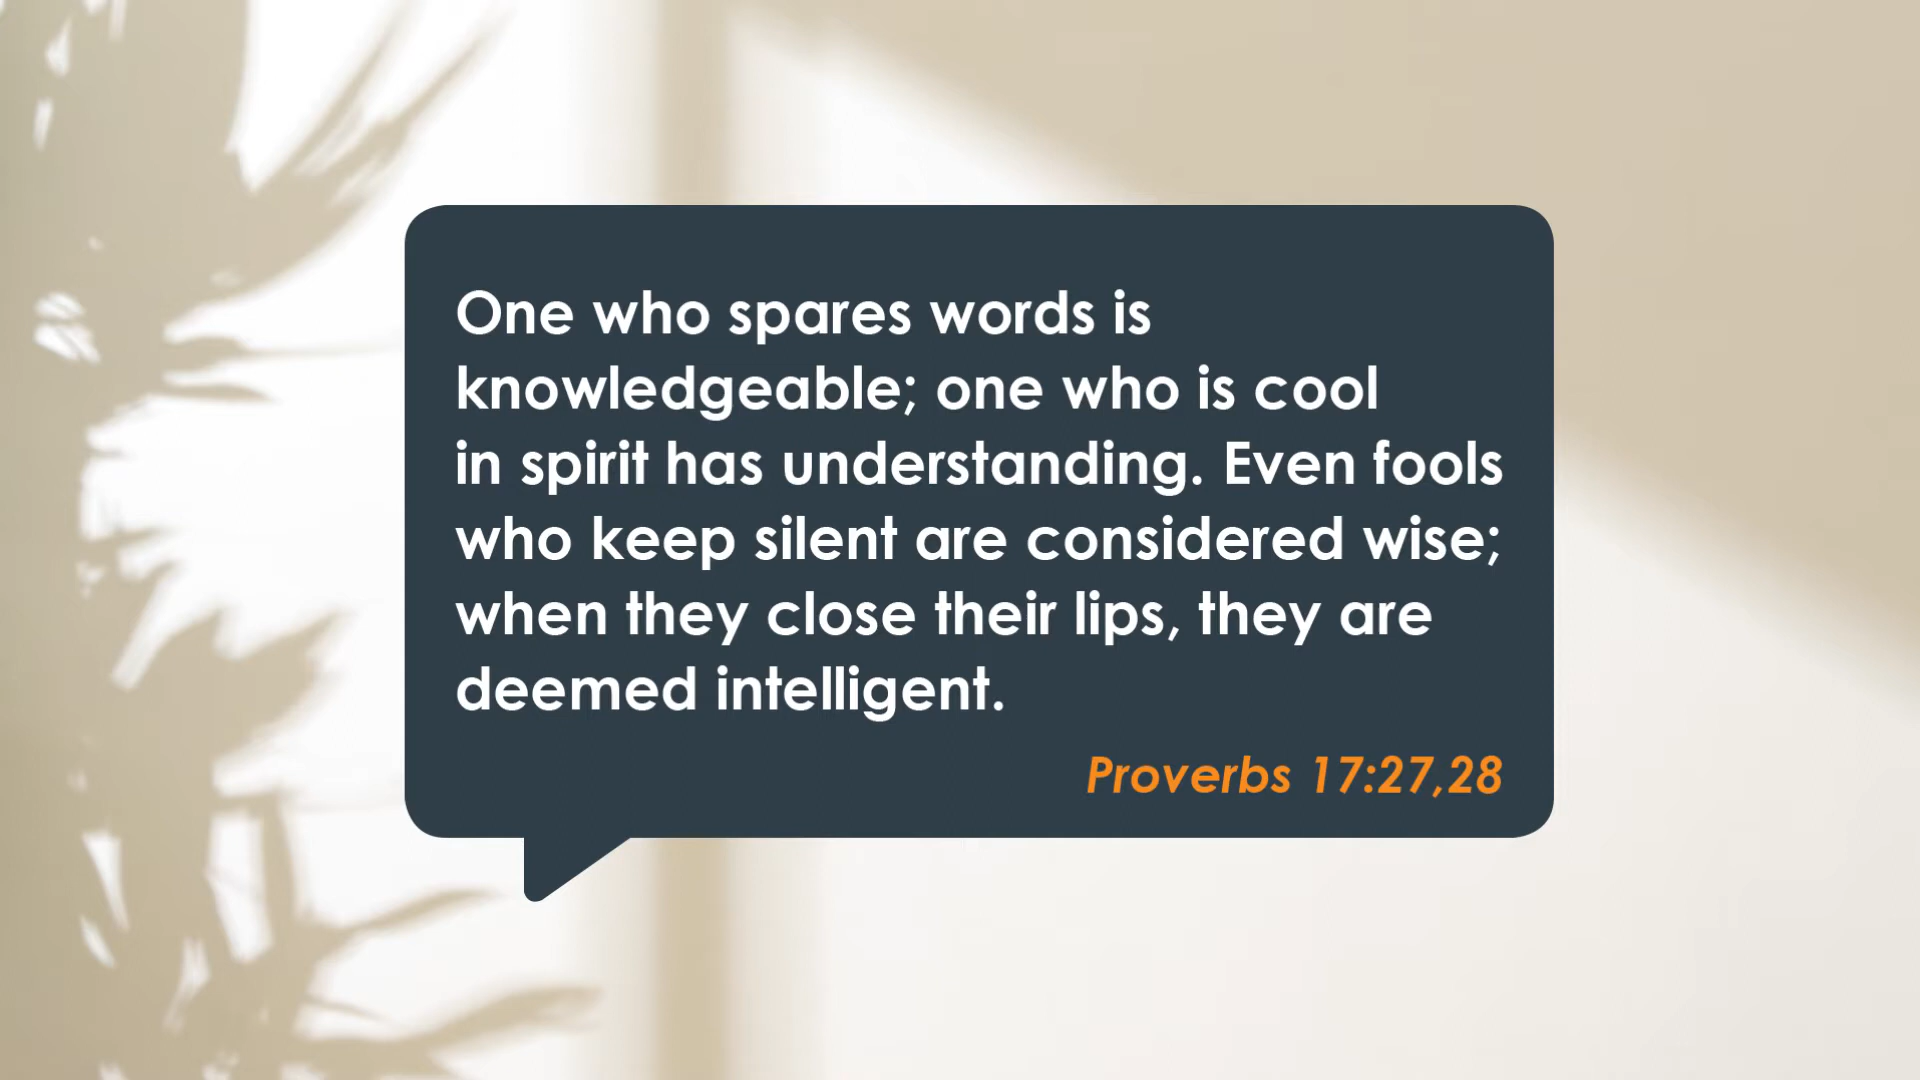 One who spares words is
knowledgeable; one who is cool
in spirit has understanding. Even fools
who keep silent are considered wise;
when they close their lips, they are
deemed intelligent.
Proverbs 17:27,28